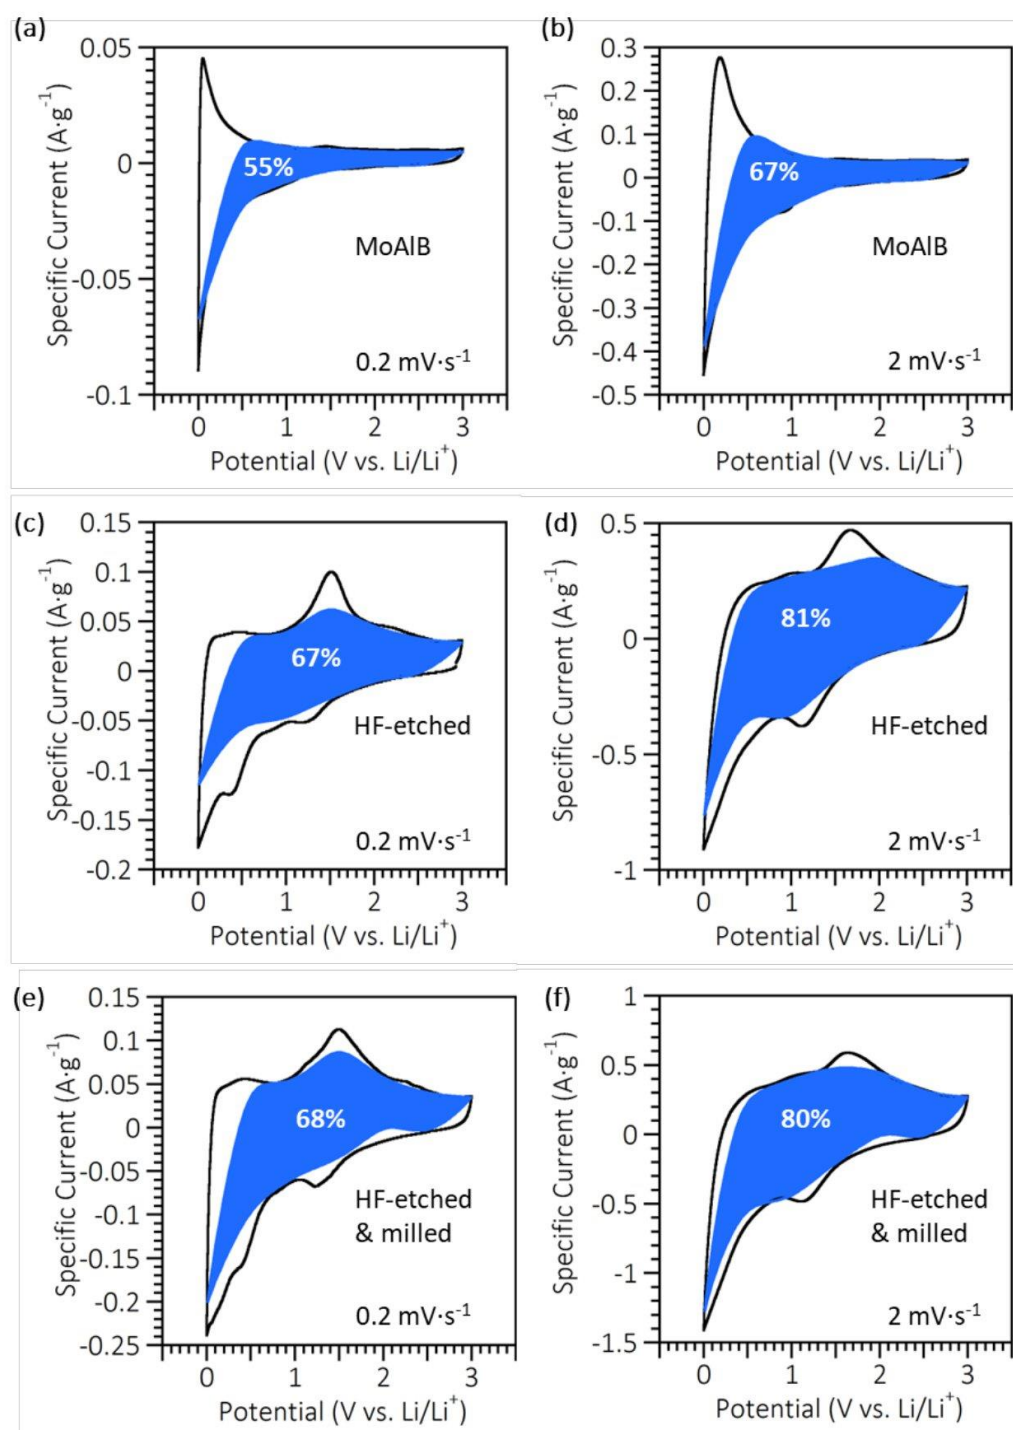 (a)
0.05
0
-0.05
-0.1
Specific Current (A·g⁻¹)
55%
MoAlB
0.2 mV·s⁻¹
0 1 2 3
Potential (V vs. Li/Li⁺)
(b)
0.3
0.2
0.1
0
-0.1
-0.2
-0.3
-0.4
-0.5
Specific Current (A·g⁻¹)
67%
MoAlB
2 mV·s⁻¹
0 1 2 3
Potential (V vs. Li/Li⁺)
(c)
0.15
0.1
0.05
0
-0.05
-0.1
-0.15
-0.2
Specific Current (A·g⁻¹)
67%
HF-etched
0.2 mV·s⁻¹
0 1 2 3
Potential (V vs. Li/Li⁺)
(d)
0.5
0
-0.5
-1
Specific Current (A·g⁻¹)
81%
HF-etched
2 mV·s⁻¹
0 1 2 3
Potential (V vs. Li/Li⁺)
(e)
0.15
0.1
0.05
0
-0.05
-0.1
-0.15
-0.2
-0.25
Specific Current (A·g⁻¹)
68%
HF-etched
& milled
0.2 mV·s⁻¹
0 1 2 3
Potential (V vs. Li/Li⁺)
(f)
1
0.5
0
-0.5
-1
-1.5
Specific Current (A·g⁻¹)
80%
HF-etched
& milled
2 mV·s⁻¹
0 1 2 3
Potential (V vs. Li/Li⁺)